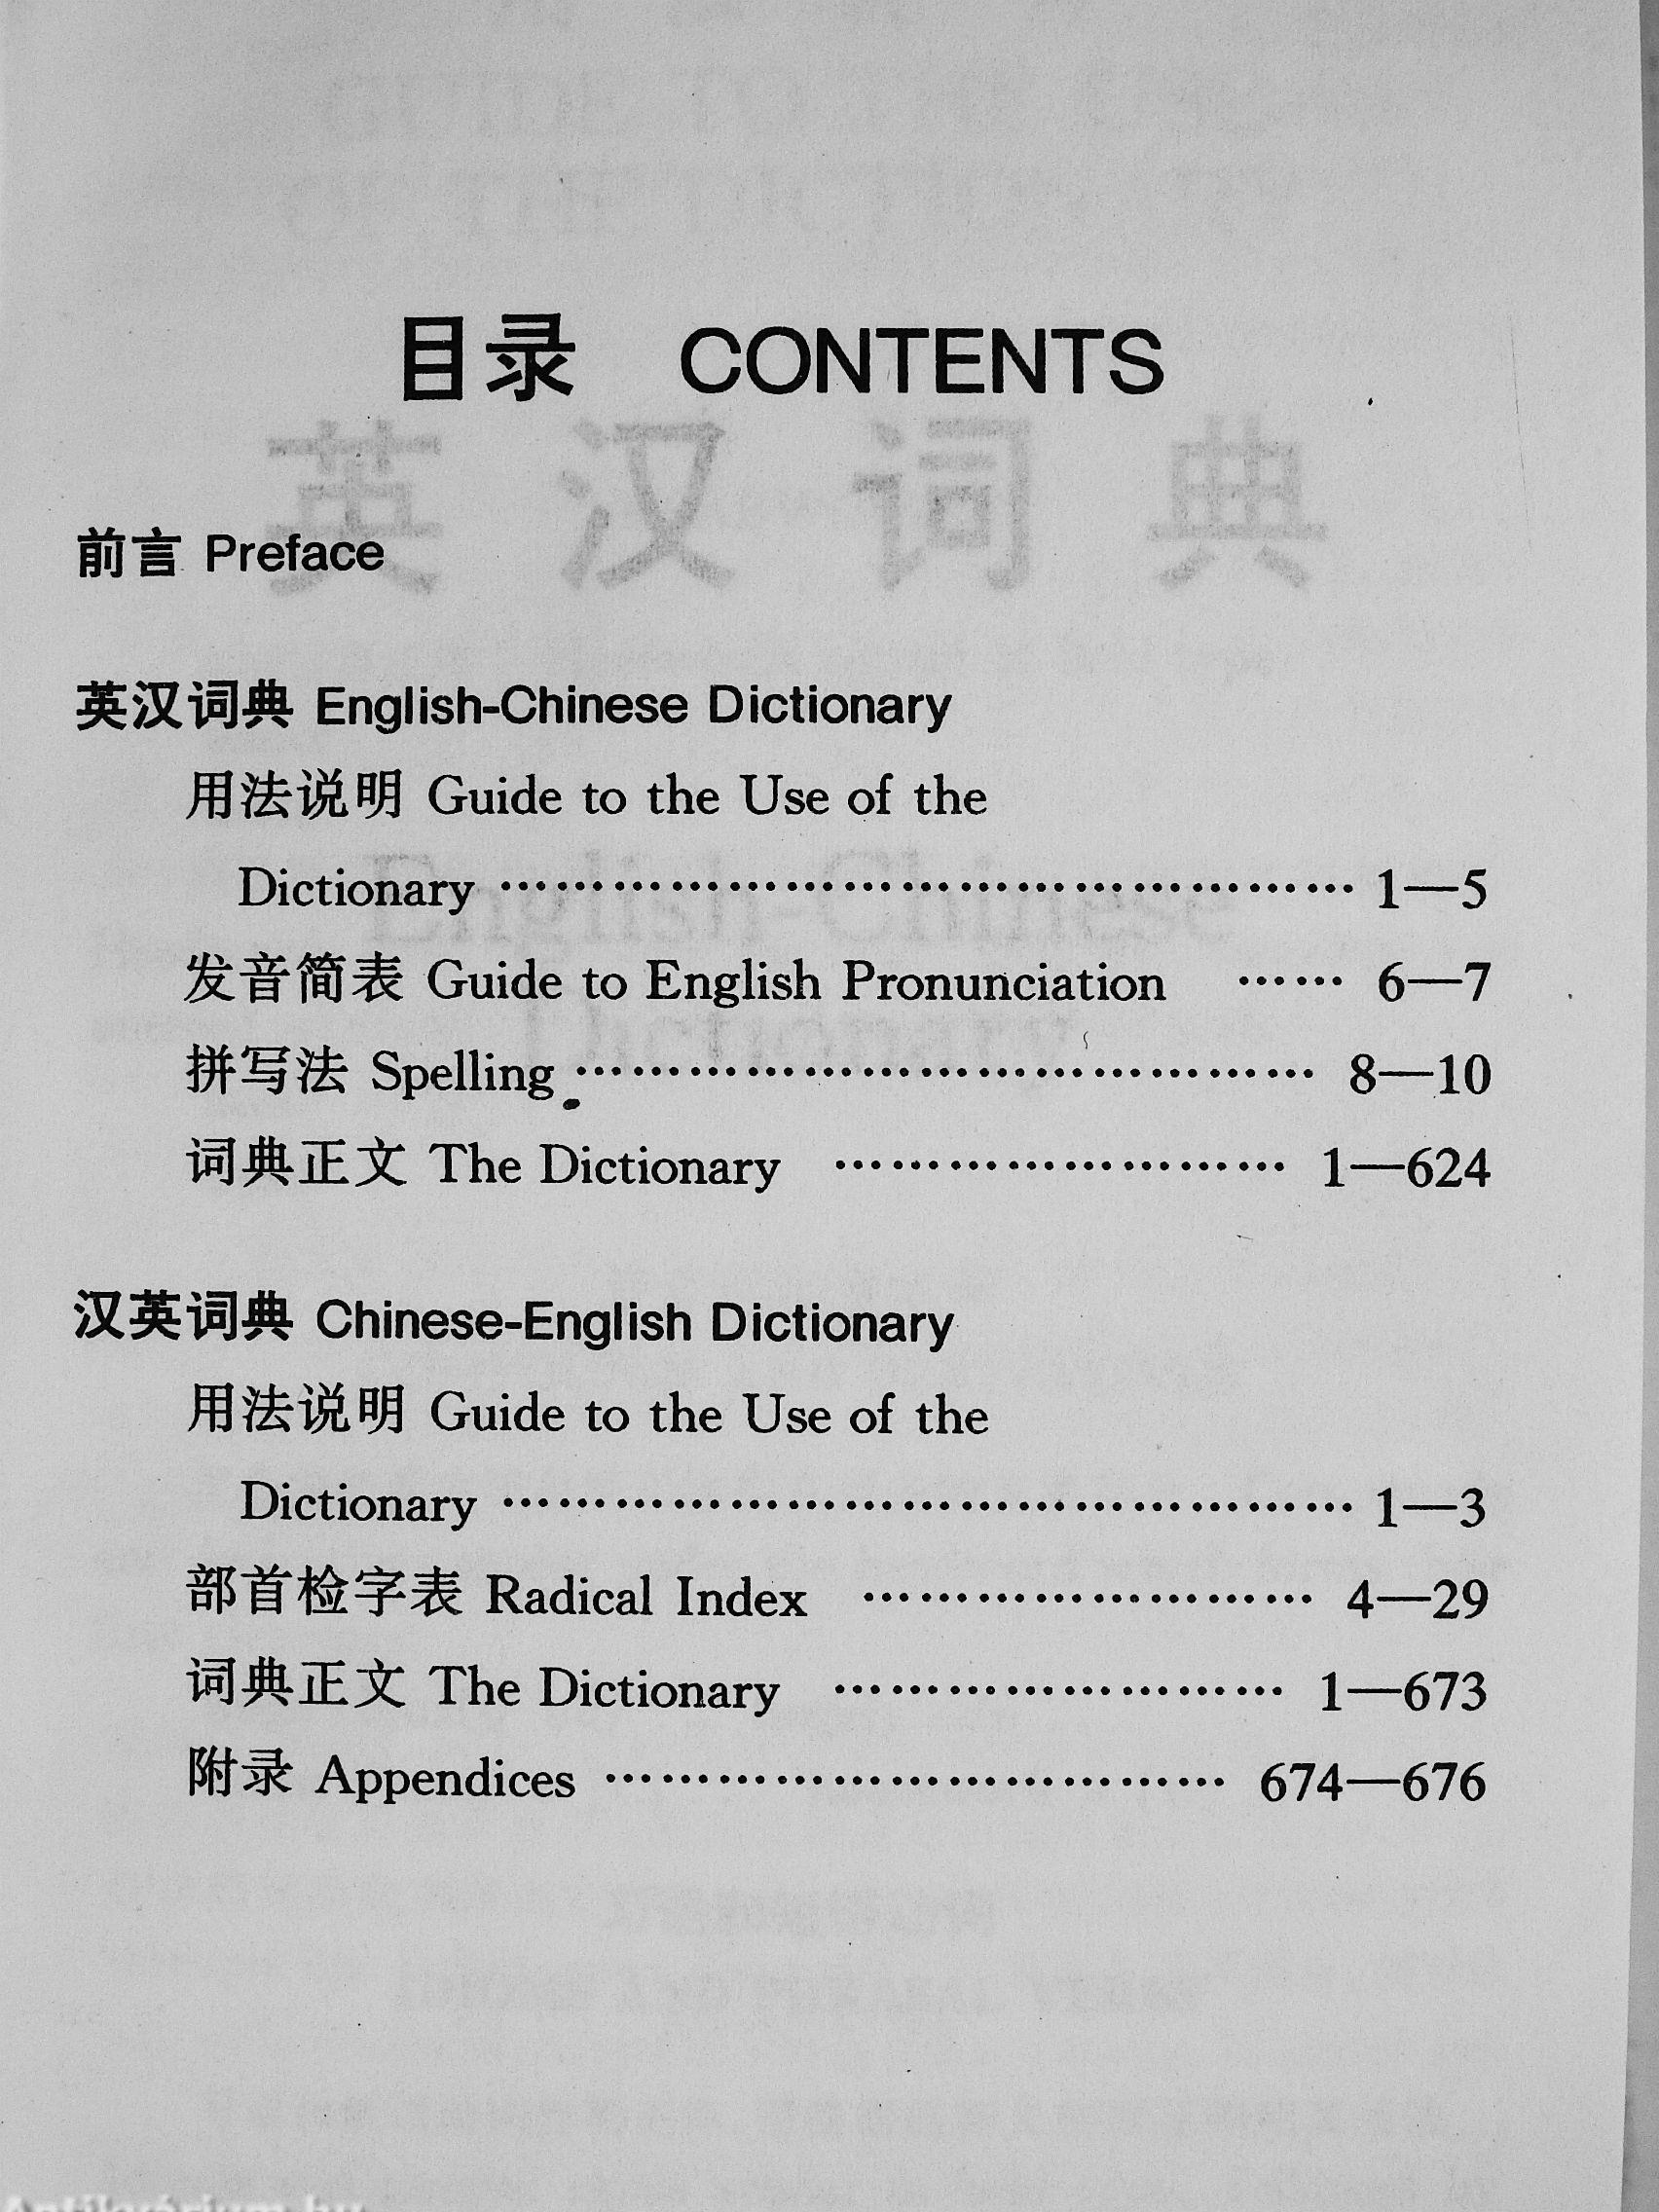 目录 CONTENTS
前言 Preface
英汉词典 English-Chinese Dictionary
用法说明 Guide to the Use of the
Dictionary …………………………………… 1—5
发音简表 Guide to English Pronunciation …… 6—7
拼写法 Spelling ……………………………… 8—10
词典正文 The Dictionary …………………… 1—624
汉英词典 Chinese-English Dictionary
用法说明 Guide to the Use of the
Dictionary …………………………………… 1—3
部首检字表 Radical Index …………………… 4—29
词典正文 The Dictionary …………………… 1—673
附录 Appendices …………………………… 674—676